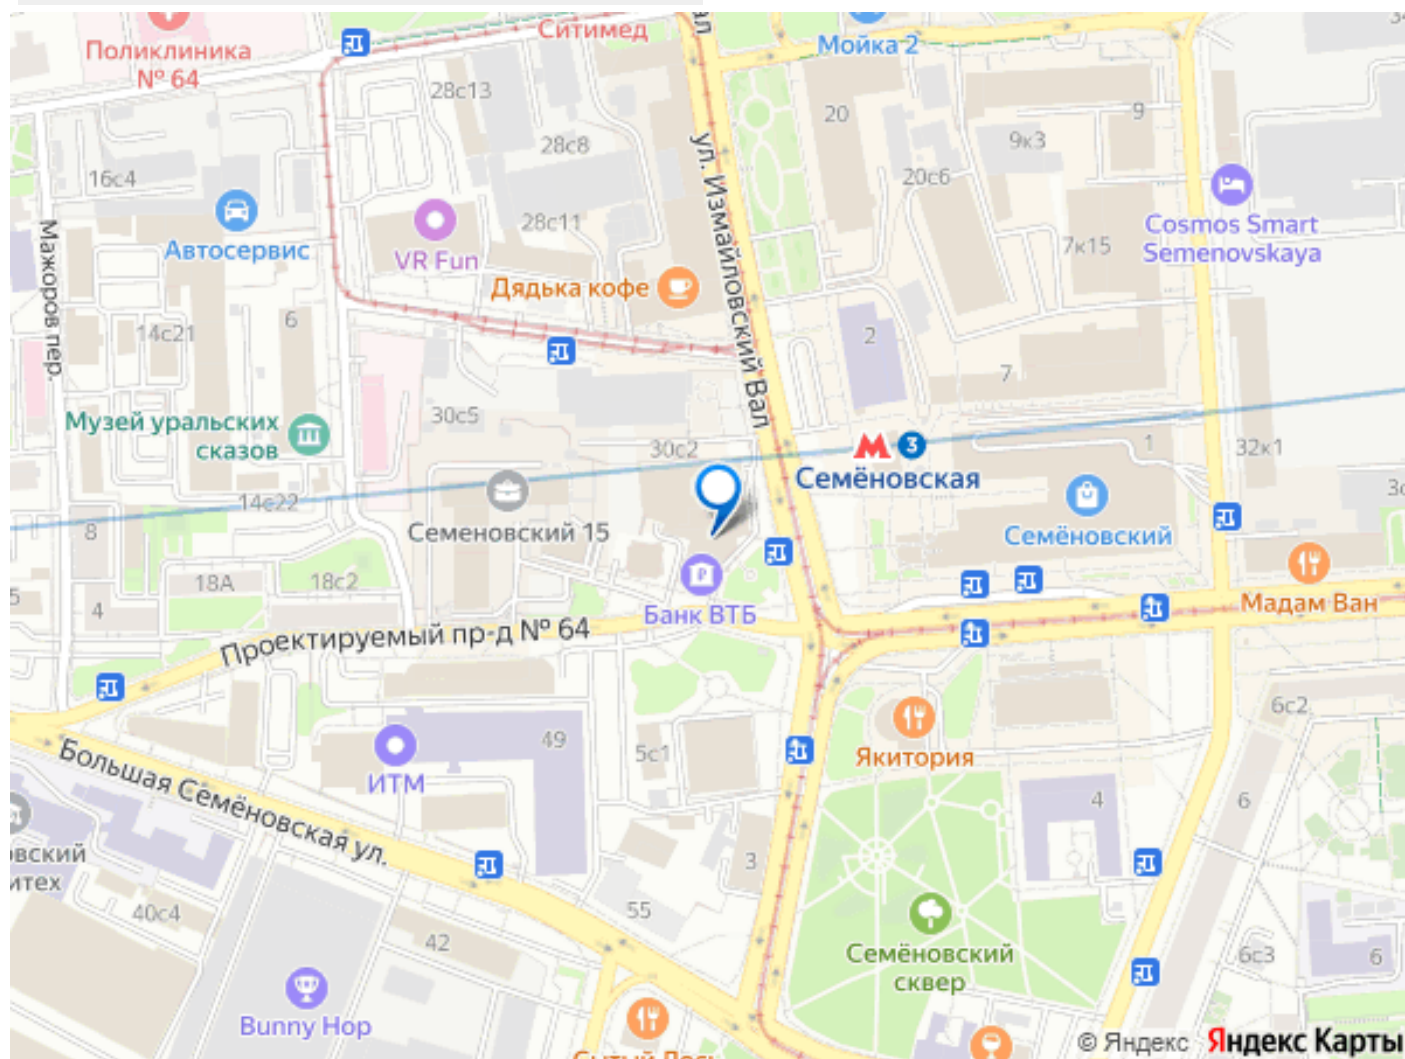 Ситимед
Мойка 2
Поликлиника
№ 64
28с13
20
9
9к3
28с8
ул. Измайловский Вал
16с4
20с6
28с11
Cosmos Smart
Semenovskaya
Автосервис
VR Fun
7к15
Мажоров пер.
Дядька кофе
14с21
6
2
7
30с5
Музей уральских
сказов
30с2
3
1
32к1
Семёновская
14с22
8
Семеновский 15
Семёновский
18А
18с2
4
Банк ВТБ
Мадам Ван
Проектируемый пр-д № 64
6с2
49
5с1
Якитория
ИТМ
Большая Семёновская ул.
4
6
3
40с4
55
42
Семёновский
сквер
6с3
6
Bunny Hop
© Яндекс Яндекс Карты